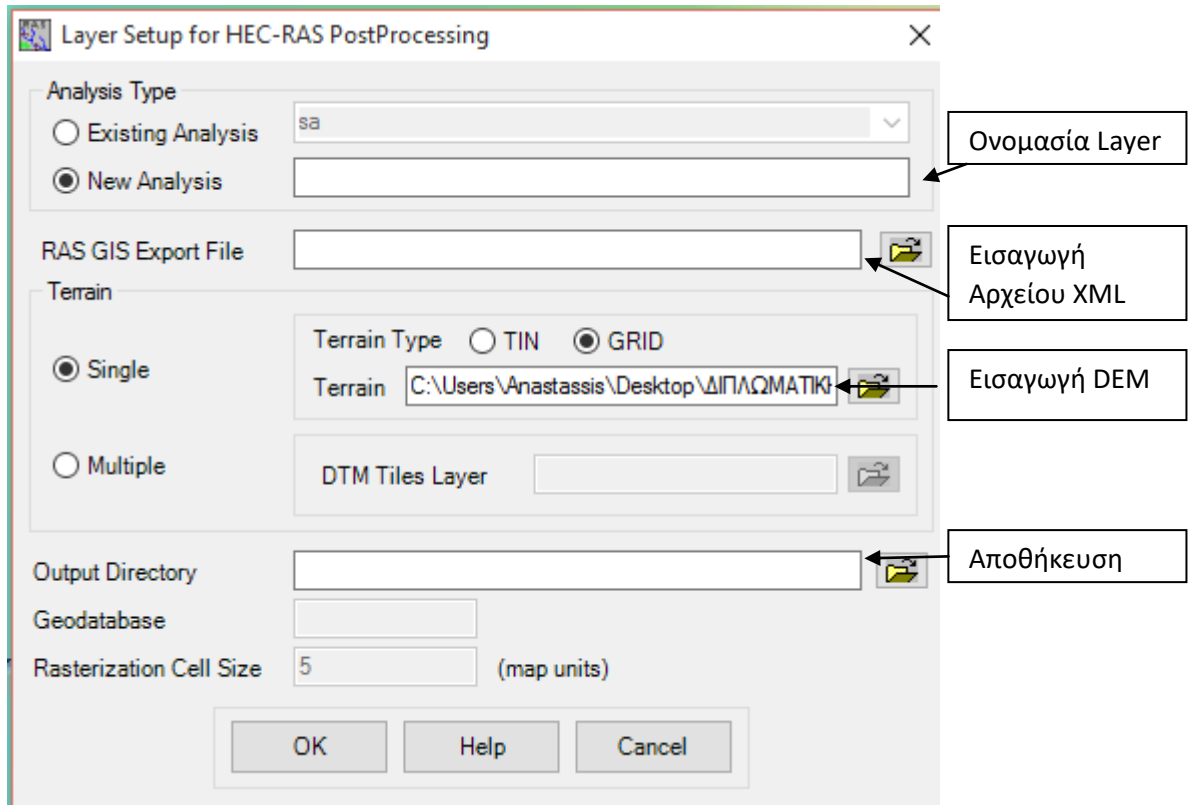 Layer Setup for HEC-RAS PostProcessing
Analysis Type
Existing Analysis sa
New Analysis
Ονομασία Layer
RAS GIS Export File
Εισαγωγή
Αρχείου XML
Terrain
Single
Terrain Type TIN GRID
Terrain C:\Users\Anastassis\Desktop\ΔΙΠΛΩΜΑΤΙΚΗ
Εισαγωγή DEM
Multiple
DTM Tiles Layer
Output Directory
Αποθήκευση
Geodatabase
Rasterization Cell Size 5 (map units)
OK Help Cancel